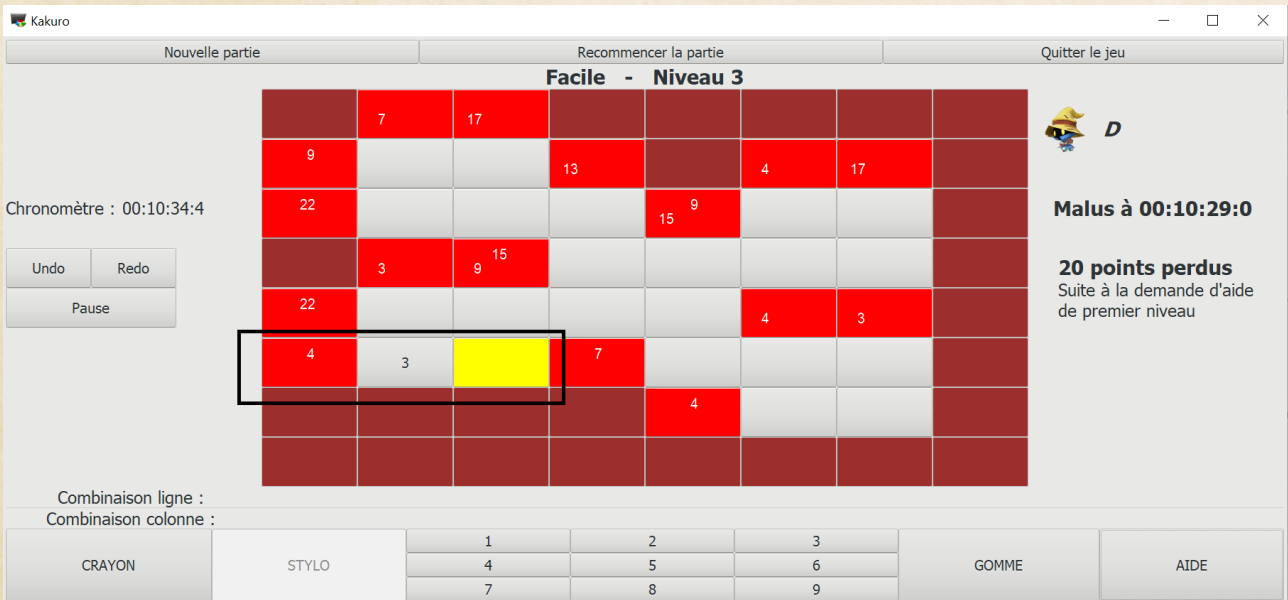 Kakuro
Nouvelle partie Recommencer la partie Quitter le jeu
Facile - Niveau 3
7 17
D
9 13 4 17
Chronomètre : 00:10:34:4
22 15 9
Malus à 00:10:29:0
Undo Redo
3 9 15
20 points perdus
Suite à la demande d'aide
de premier niveau
Pause
22 4 3
4 3 7
4
Combinaison ligne :
Combinaison colonne :
CRAYON STYLO 1 2 3 GOMME AIDE
4 5 6
7 8 9